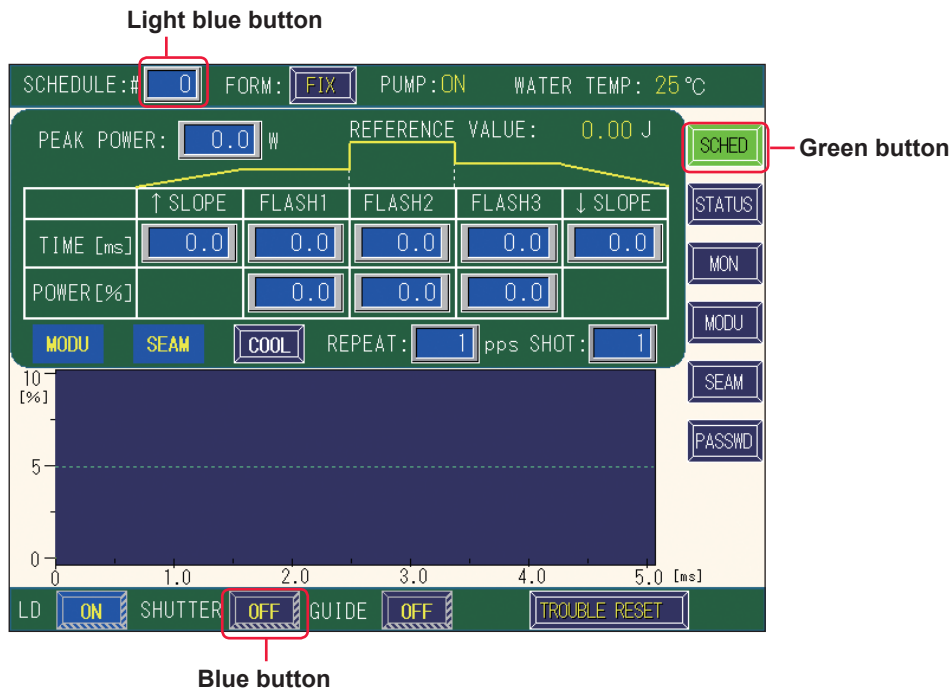 Light blue button
SCHEDULE:# 0 FORM: FIX PUMP:ON WATER TEMP: 25 °C
PEAK POWER: 0.0 W REFERENCE VALUE: 0.00 J
SCHED
Green button
↑ SLOPE FLASH1 FLASH2 FLASH3 ↓ SLOPE
STATUS
TIME [ms] 0.0 0.0 0.0 0.0 0.0
MON
POWER[%] 0.0 0.0 0.0
MODU
MODU SEAM COOL REPEAT: 1 pps SHOT: 1
10
[%]
SEAM
PASSWD
5
0
0 1.0 2.0 3.0 4.0 5.0 [ms]
LD ON SHUTTER OFF GUIDE OFF TROUBLE RESET
Blue button